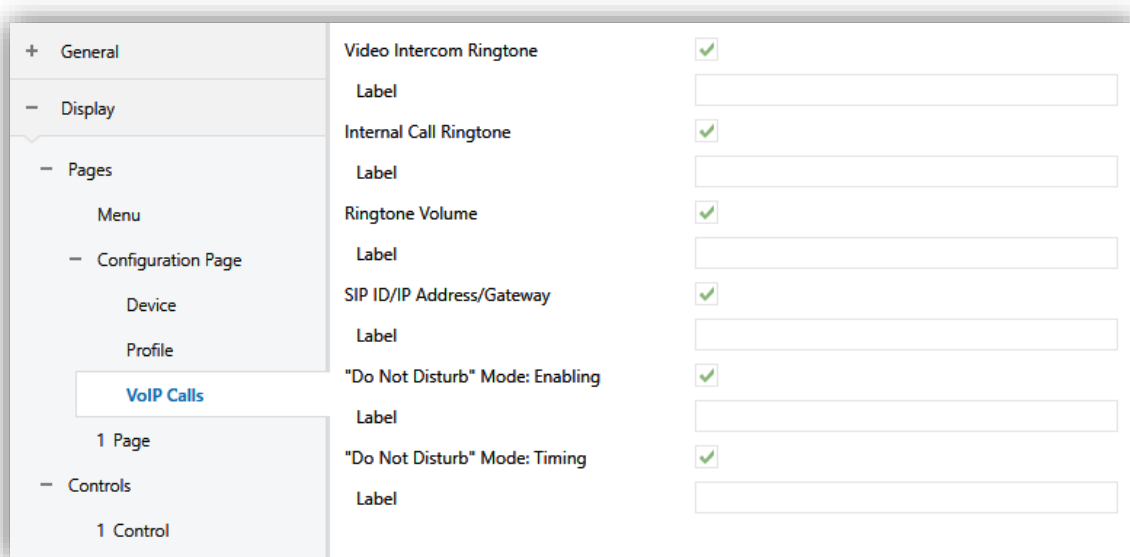 + General
− Display
− Pages
Menu
− Configuration Page
Device
Profile
VoIP Calls
1 Page
− Controls
1 Control
Video Intercom Ringtone
Label
Internal Call Ringtone
Label
Ringtone Volume
Label
SIP ID/IP Address/Gateway
Label
"Do Not Disturb" Mode: Enabling
Label
"Do Not Disturb" Mode: Timing
Label